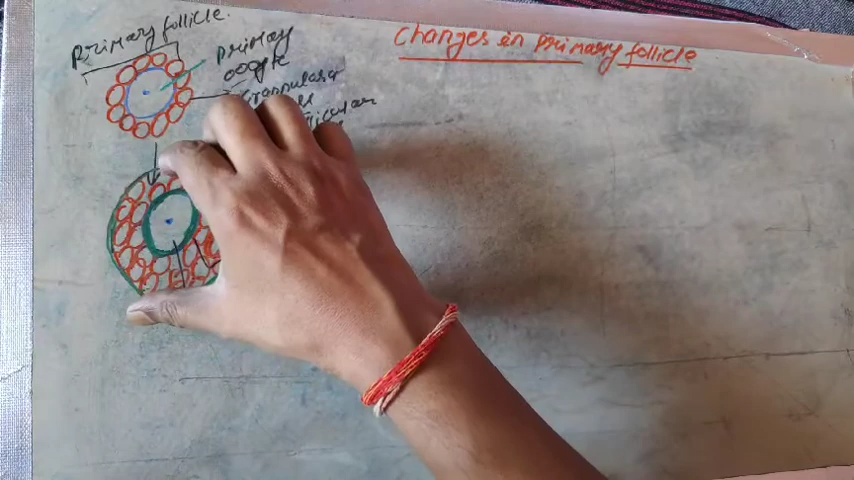 Primary follicle.
Changes in Primary follicle
Primary
oocyte
Granulosa